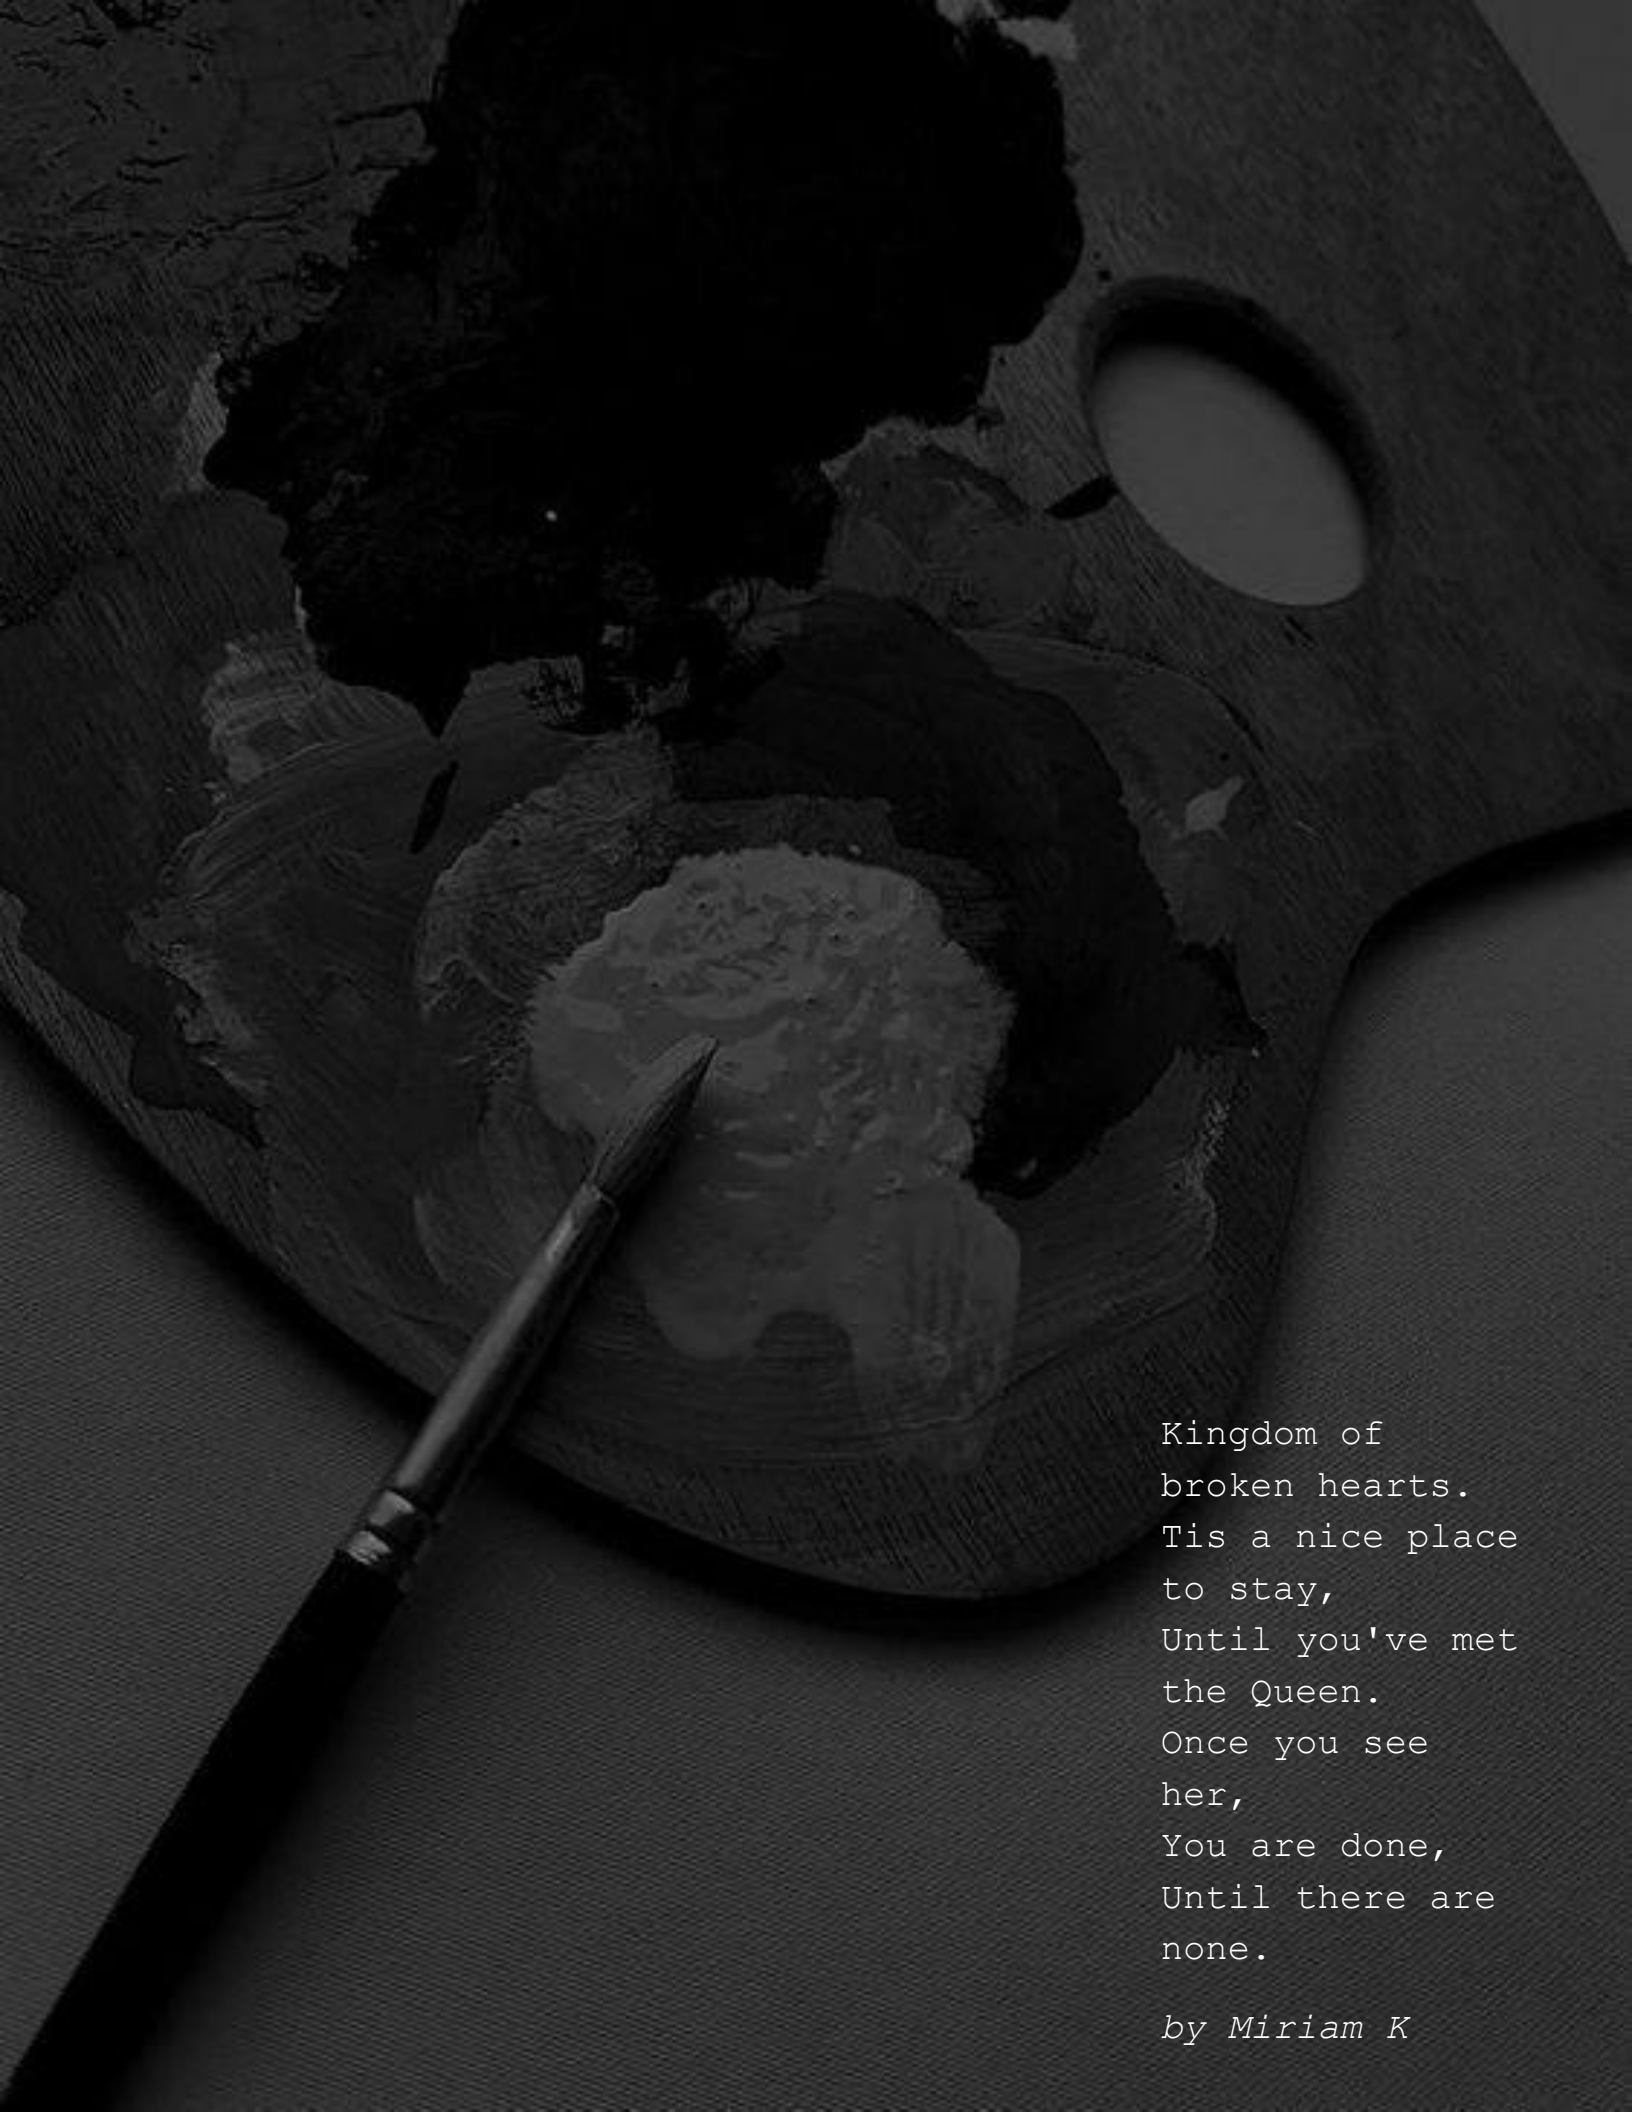 Kingdom of
broken hearts.
Tis a nice place
to stay,
Until you've met
the Queen.
Once you see
her,
You are done,
Until there are
none.
by Miriam K